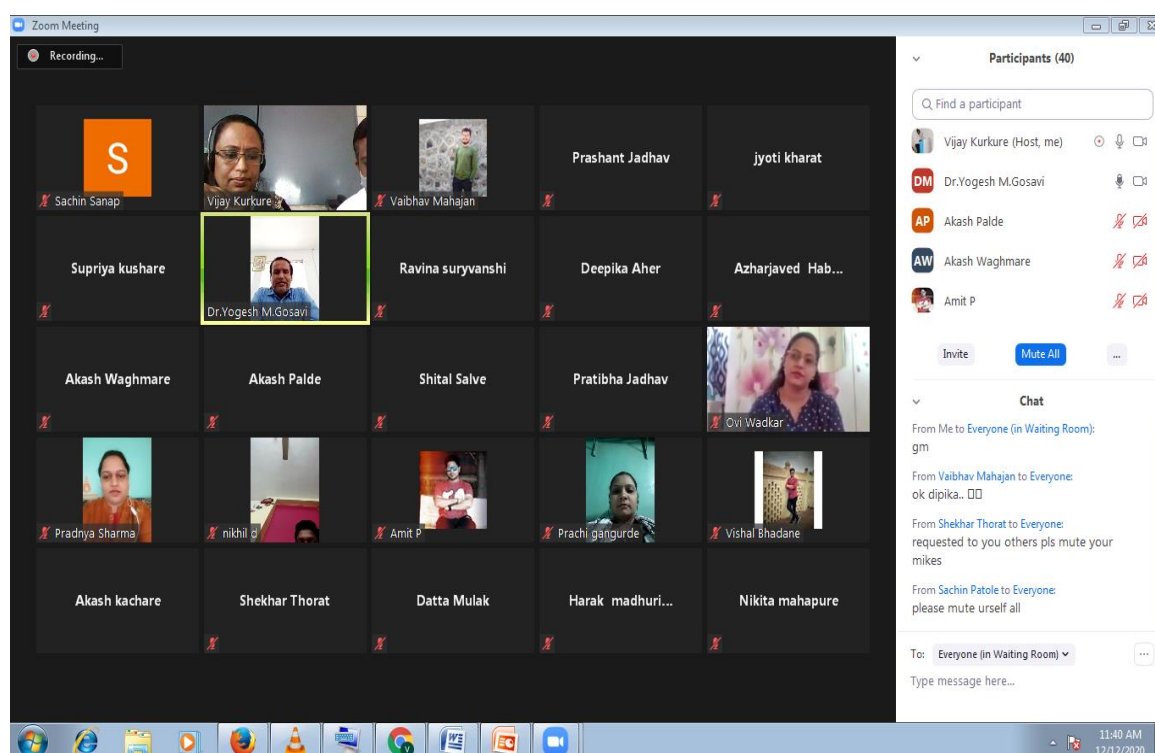 Zoom Meeting
Recording...
S
Sachin Sanap
Vijay Kurkure
Vaibhav Mahajan
Prashant Jadhav
jyoti kharat
Supriya kushare
Dr.Yogesh M.Gosavi
Ravina suryvanshi
Deepika Aher
Azharjaved Hab...
Akash Waghmare
Akash Palde
Shital Salve
Pratibha Jadhav
Ovi Wadkar
Pradnya Sharma
nikhil d
Amit P
Prachi gangurde
Vishal Bhadane
Akash kachare
Shekhar Thorat
Datta Mulak
Harak madhuri...
Nikita mahapure
Participants (40)
Find a participant
Vijay Kurkure (Host, me)
DM Dr.Yogesh M.Gosavi
AP Akash Palde
AW Akash Waghmare
Amit P
Invite Mute All ...
Chat
From Me to Everyone (in Waiting Room):
gm
From Vaibhav Mahajan to Everyone:
ok dipika.. 
From Shekhar Thorat to Everyone:
requested to you others pls mute your
mikes
From Sachin Patole to Everyone:
please mute urself all
To: Everyone (in Waiting Room)
Type message here...
11:40 AM
12/12/2020